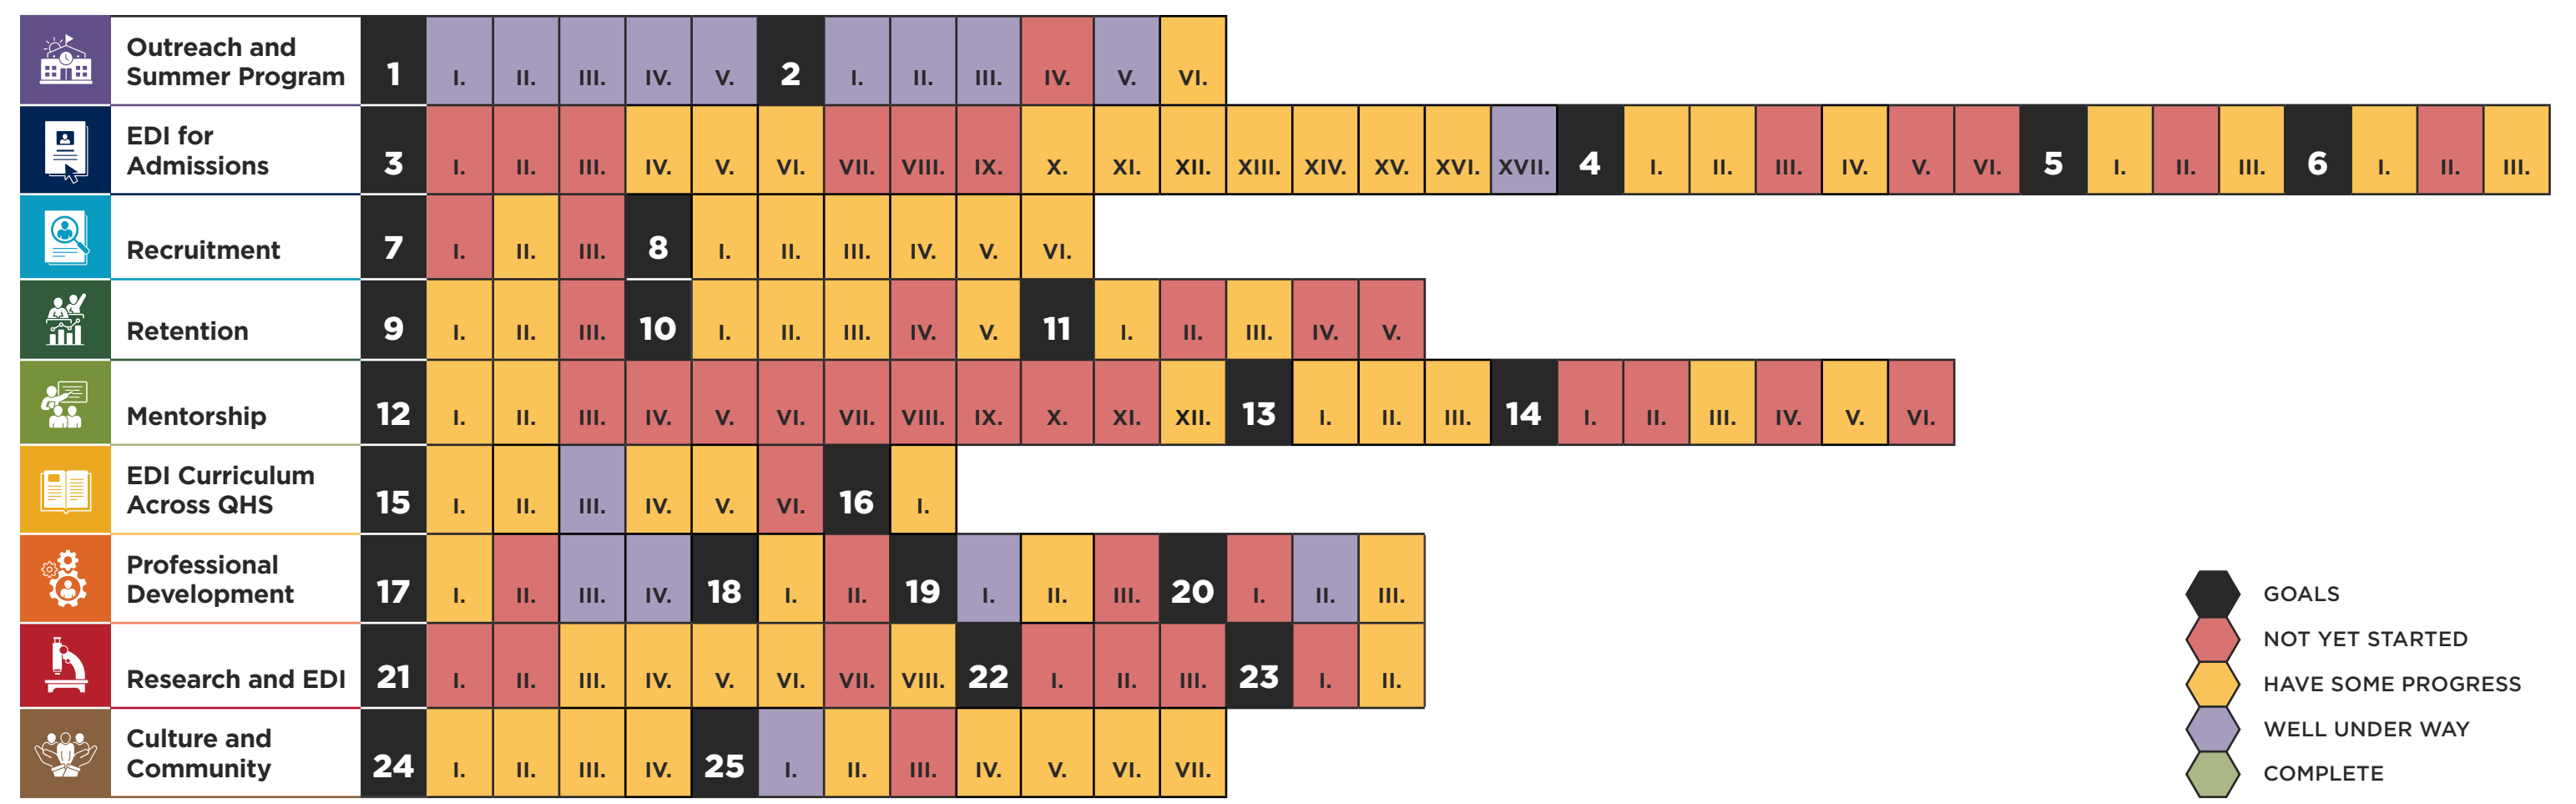 Outreach and
Summer Program
1 I. II. III. IV. V. 2 I. II. III. IV. V. VI.
EDI for
Admissions
3 I. II. III. IV. V. VI. VII. VIII. IX. X. XI. XII. XIII. XIV. XV. XVI. XVII. 4 I. II. III. IV. V. VI. 5 I. II. III. 6 I. II. III.
Recruitment 7 I. II. III. 8 I. II. III. IV. V. VI.
Retention 9 I. II. III. 10 I. II. III. IV. V. 11 I. II. III. IV. V.
Mentorship 12 I. II. III. IV. V. VI. VII. VIII. IX. X. XI. XII. 13 I. II. III. 14 I. II. III. IV. V. VI.
EDI Curriculum
Across QHS
15 I. II. III. IV. V. VI. 16 I.
Professional
Development
17 I. II. III. IV. 18 I. II. 19 I. II. III. 20 I. II. III.
Research and EDI 21 I. II. III. IV. V. VI. VII. VIII. 22 I. II. III. 23 I. II.
Culture and
Community
24 I. II. III. IV. 25 I. II. III. IV. V. VI. VII.
GOALS
NOT YET STARTED
HAVE SOME PROGRESS
WELL UNDER WAY
COMPLETE